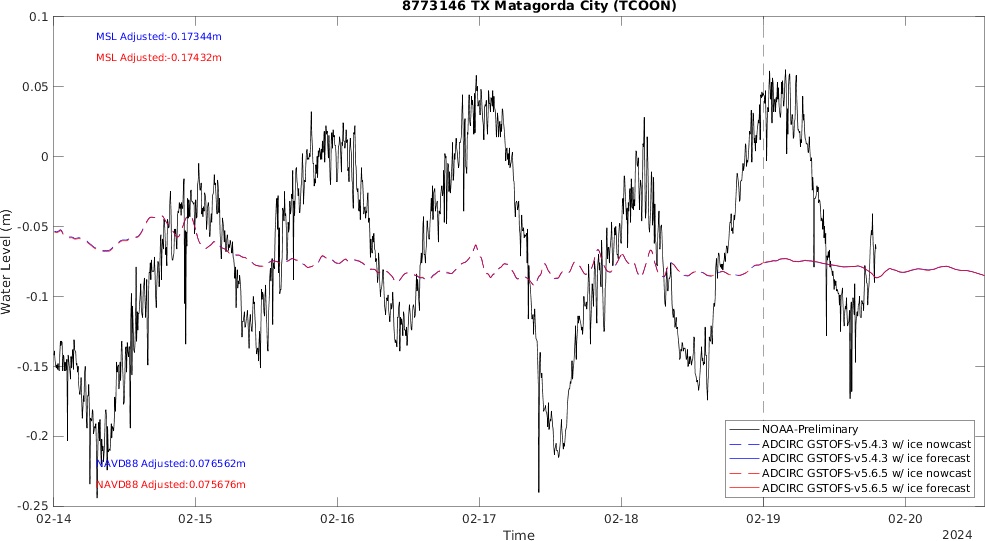 8773146 TX Matagorda City (TCOON)
0.1
MSL Adjusted:-0.17344m
MSL Adjusted:-0.17432m
0.05
0
-0.05
Water Level (m)
-0.1
-0.15
-0.2
NAVD88 Adjusted:0.076562m
NAVD88 Adjusted:0.075676m
-0.25
NOAA-Preliminary
ADCIRC GSTOFS-v5.4.3 w/ ice nowcast
ADCIRC GSTOFS-v5.4.3 w/ ice forecast
ADCIRC GSTOFS-v5.6.5 w/ ice nowcast
ADCIRC GSTOFS-v5.6.5 w/ ice forecast
02-14 02-15 02-16 02-17 02-18 02-19 02-20
Time
2024